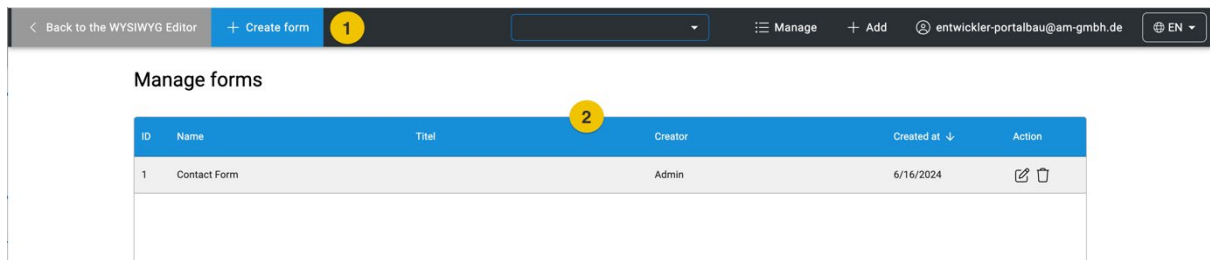 Back to the WYSIWYG Editor + Create form 1 Manage + Add entwickler-portalbau@am-gmbh.de EN
Manage forms
2
ID Name Titel Creator Created at ↓ Action
1 Contact Form Admin 6/16/2024